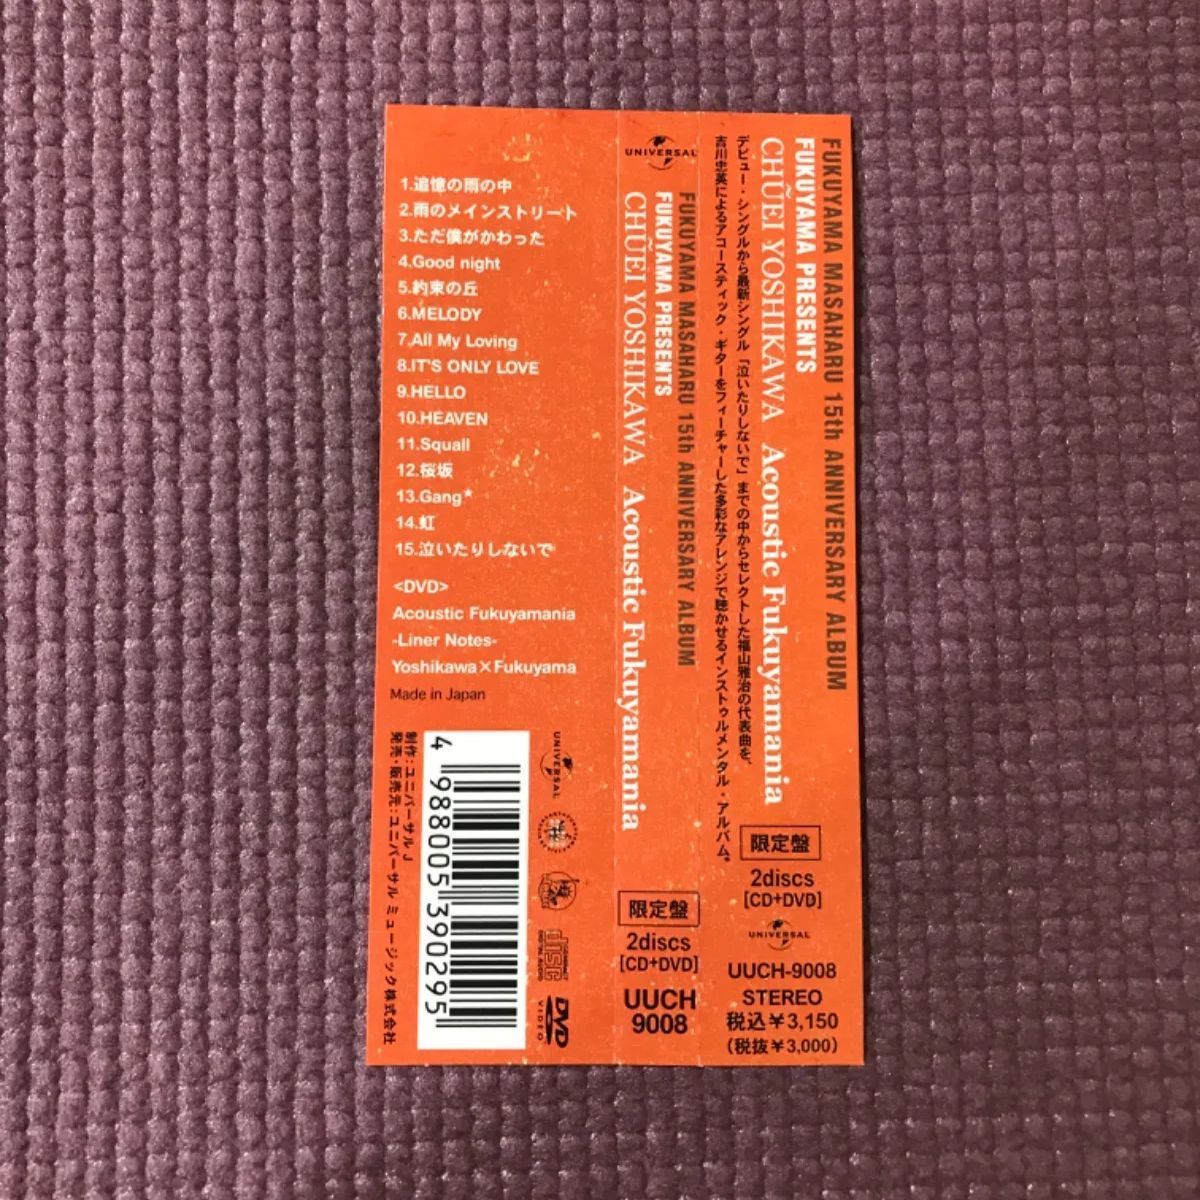 FUKUYAMA MASAHARU 15th ANNIVERSARY ALBUM
FUKUYAMA PRESENTS
CHŪEI YOSHIKAWA Acoustic Fukuyamania
デビュー・シングルから最新シングル「泣いたりしないで」までの中からセレクトした福山雅治の代表曲を、
吉川忠英によるアコースティック・ギターをフィーチャーした多彩なアレンジで聴かせるインストゥルメンタル・アルバム。
限定盤
2discs
[CD+DVD]
UNIVERSAL
UUCH-9008
STEREO
税込¥3,150
(税抜¥3,000)
UNIVERSAL
FUKUYAMA MASAHARU 15th ANNIVERSARY ALBUM
FUKUYAMA PRESENTS
CHŪEI YOSHIKAWA Acoustic Fukuyamania
限定盤
2discs
[CD+DVD]
UUCH
9008
1.追憶の雨の中
2.雨のメインストリート
3.ただ僕がかわった
4.Good night
5.約束の丘
6.MELODY
7.All My Loving
8.IT'S ONLY LOVE
9.HELLO
10.HEAVEN
11.Squall
12.桜坂
13.Gang★
14.虹
15.泣いたりしないで
<DVD>
Acoustic Fukuyamania
-Liner Notes-
Yoshikawa×Fukuyama
Made in Japan
UNIVERSAL
COMPACT
disc
DIGITAL AUDIO
DVD
VIDEO
4 988005 390295
制作：ユニバーサル J
発売・販売元：ユニバーサル ミュージック株式会社